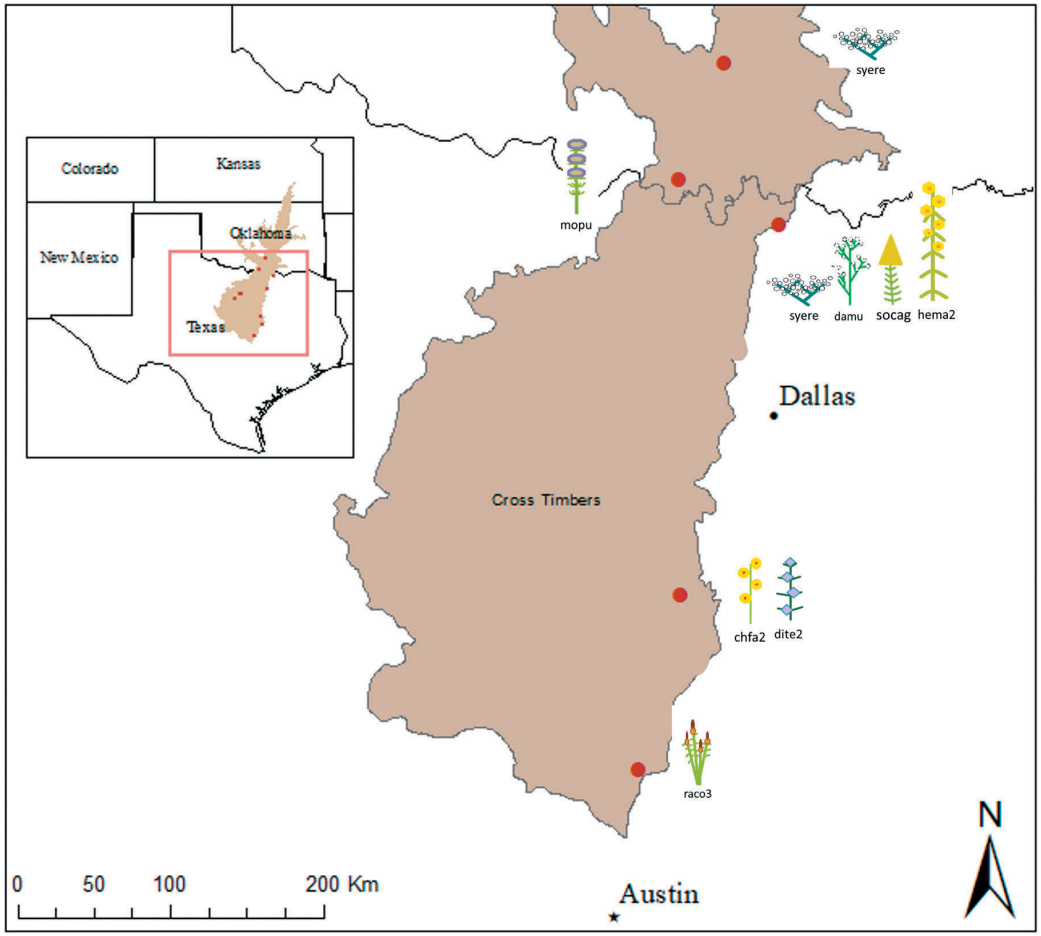 syere
Colorado
Kansas
mopu
Oklahoma
New Mexico
Texas
syere damu socag hema2
Dallas
Cross Timbers
chfa2 dite2
raco3
N
0 50 100 200 Km
Austin